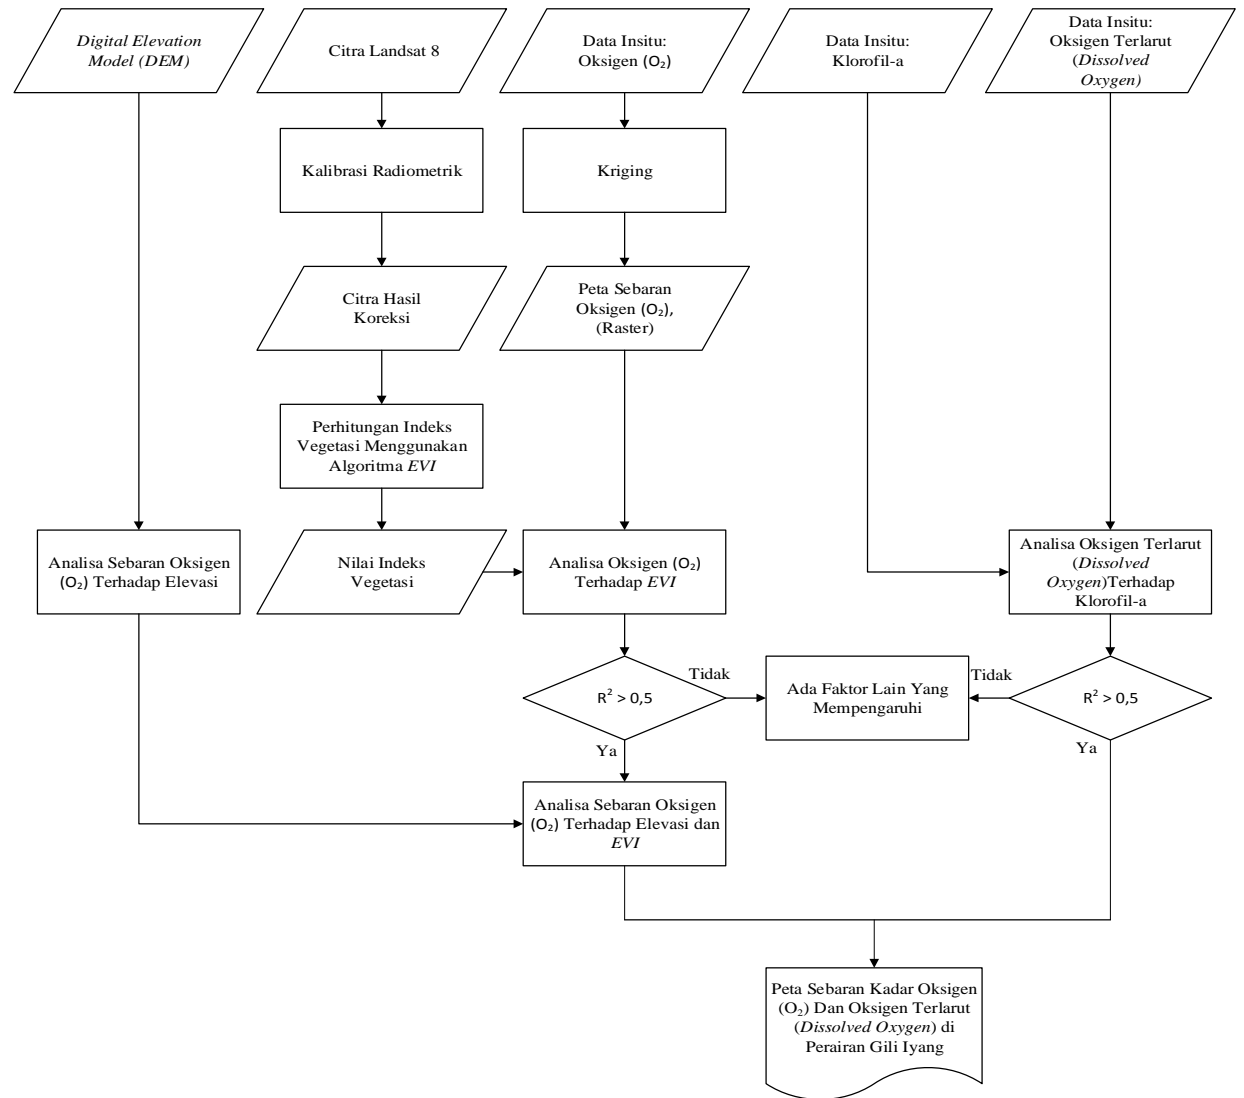 Digital Elevation
Model (DEM)
Citra Landsat 8
Data Insitu:
Oksigen (O₂)
Data Insitu:
Klorofil-a
Data Insitu:
Oksigen Terlarut
(Dissolved
Oxygen)
Kalibrasi Radiometrik
Kriging
Citra Hasil
Koreksi
Peta Sebaran
Oksigen (O₂),
(Raster)
Perhitungan Indeks
Vegetasi Menggunakan
Algoritma EVI
Analisa Sebaran Oksigen
(O₂) Terhadap Elevasi
Nilai Indeks
Vegetasi
Analisa Oksigen (O₂)
Terhadap EVI
Analisa Oksigen Terlarut
(Dissolved
Oxygen)Terhadap
Klorofil-a
R² > 0,5
Tidak
Ada Faktor Lain Yang
Mempengaruhi
Tidak
R² > 0,5
Ya
Ya
Analisa Sebaran Oksigen
(O₂) Terhadap Elevasi dan
EVI
Peta Sebaran Kadar Oksigen
(O₂) Dan Oksigen Terlarut
(Dissolved Oxygen) di
Perairan Gili Iyang